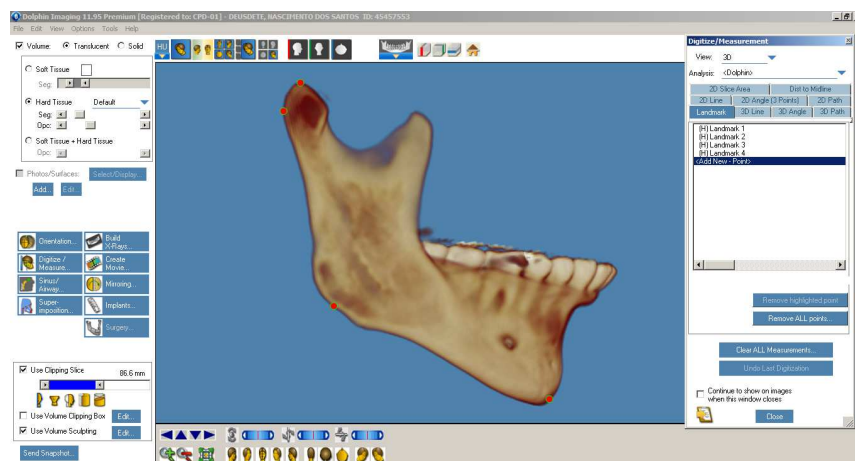 Dolphin Imaging 11.95 Premium [Registered to: CPD-01] - DEUSDETE, NASCIMENTO DOS SANTOS ID: 45457553
File Edit View Options Tools Help
Volume: Translucent Solid
Soft Tissue
Seg:
Hard Tissue Default
Seg:
Opc:
Soft Tissue + Hard Tissue
Opc:
Photos/Surfaces: Select/Display...
Add... Edit...
Orientation... Build X-Rays...
Digitize / Measure... Create Movie...
Sinus/ Airway... Mirroring...
Super-imposition... Implants...
Surgery...
Use Clipping Slice 86.6 mm
Use Volume Clipping Box Edit...
Use Volume Sculpting Edit...
Send Snapshot...
HU
Digitize/Measurement
View: 3D
Analysis: <Dolphin>
2D Slice Area Dist to Midline
2D Line 2D Angle (3 Points) 2D Path
Landmark 3D Line 3D Angle 3D Path
(H) Landmark 1
(H) Landmark 2
(H) Landmark 3
(H) Landmark 4
<Add New - Point>
Remove highlighted point
Remove ALL points...
Clear ALL Measurements...
Undo Last Digitization
Continue to show on images
when this window closes
Close